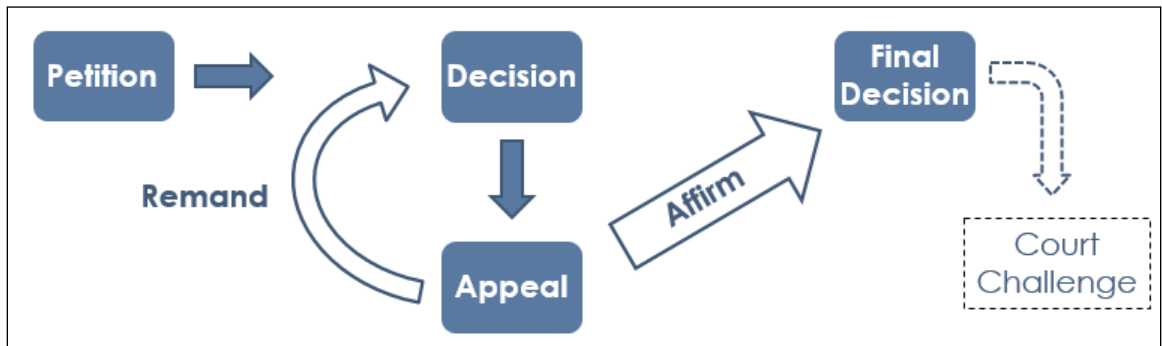 Petition
Decision
Final
Decision
Remand
Affirm
Appeal
Court
Challenge